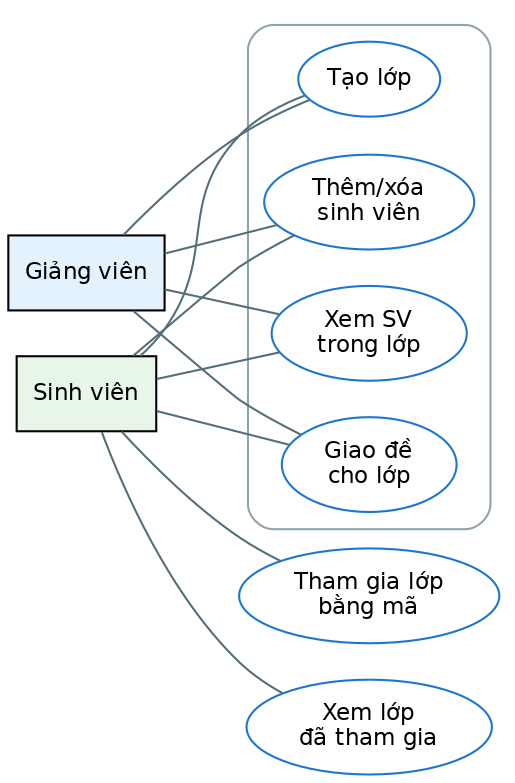 Tạo lớp
Thêm/xóa
sinh viên
Giảng viên
Xem SV
trong lớp
Sinh viên
Giao đề
cho lớp
Tham gia lớp
bằng mã
Xem lớp
đã tham gia